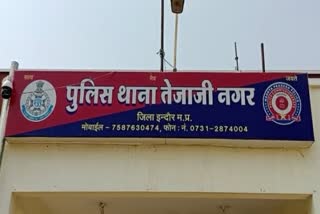 पुलिस थाना तेजाजी नगर
जिला इन्दौर म.प्र.
मोबाईल - 7587630474, फोन : नं. 0731-2874004